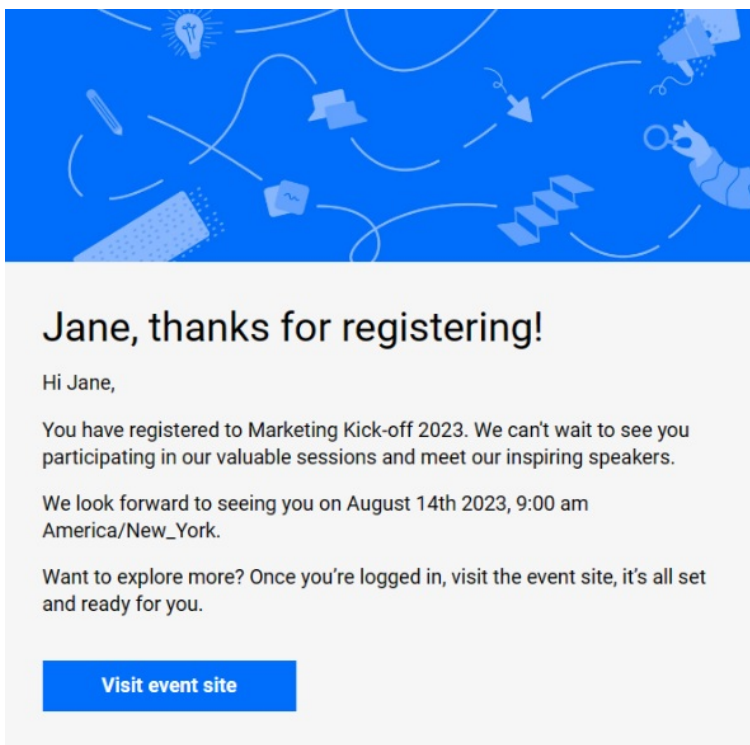 Jane, thanks for registering!
Hi Jane,
You have registered to Marketing Kick-off 2023. We can't wait to see you
participating in our valuable sessions and meet our inspiring speakers.
We look forward to seeing you on August 14th 2023, 9:00 am
America/New_York.
Want to explore more? Once you’re logged in, visit the event site, it’s all set
and ready for you.
Visit event site